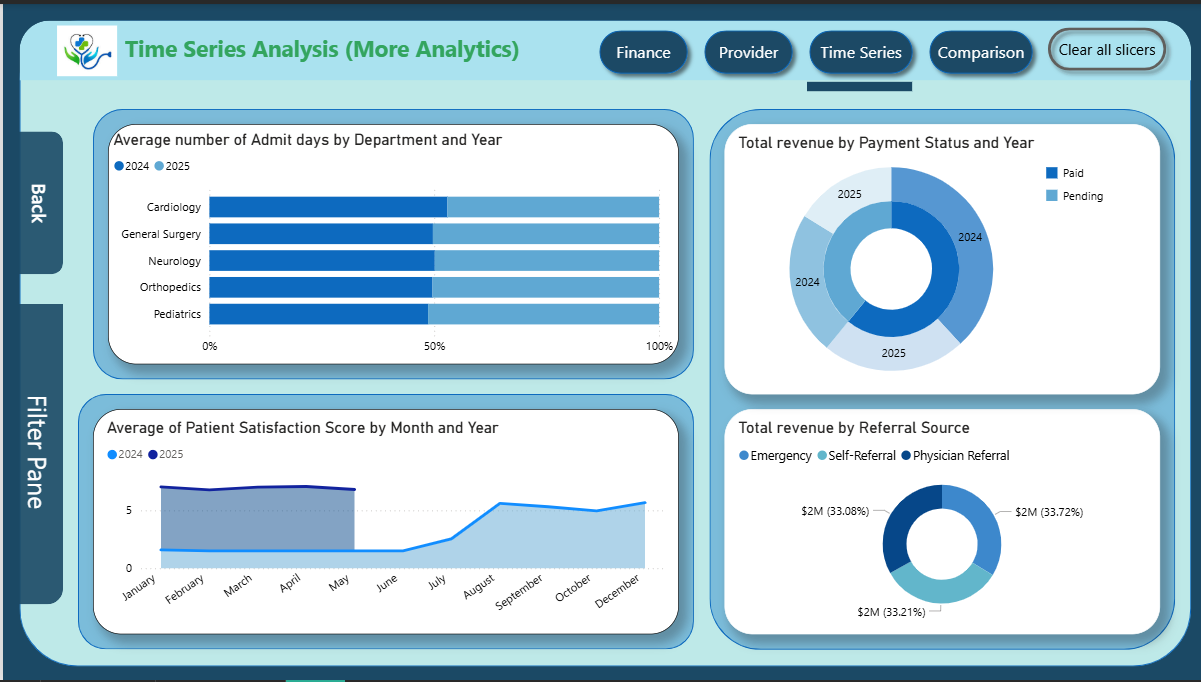 Time Series Analysis (More Analytics)
Finance
Provider
Time Series
Comparison
Clear all slicers
Back
Filter Pane
Average number of Admit days by Department and Year
2024 2025
Cardiology
General Surgery
Neurology
Orthopedics
Pediatrics
0% 50% 100%
Total revenue by Payment Status and Year
Paid
Pending
2025
2024
2024
2025
Average of Patient Satisfaction Score by Month and Year
2024 2025
5
0
January February March April May June July August September October December
Total revenue by Referral Source
Emergency Self-Referral Physician Referral
$2M (33.08%)
$2M (33.72%)
$2M (33.21%)